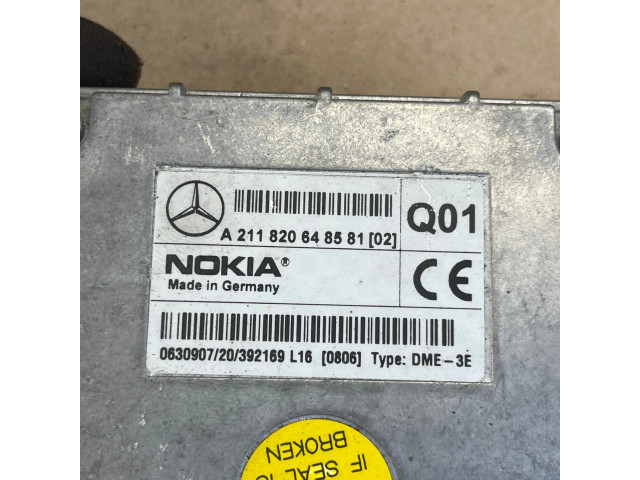 A 211 820 64 85 81 [02]
Q01
NOKIA®
Made in Germany
CE
0630907/20/392169 L16 [0806] Type: DME-3E
IF SEAL
BROKEN